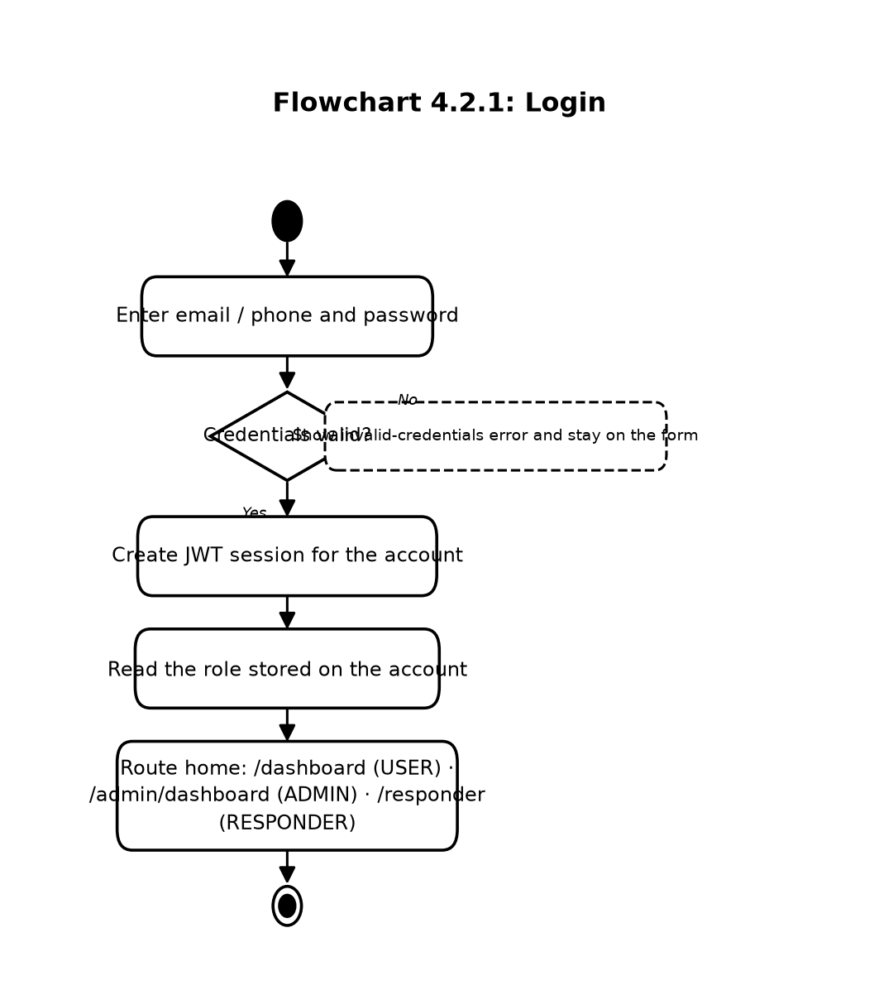 Flowchart 4.2.1: Login
Enter email / phone and password
No
Credentials valid?
Show invalid-credentials error and stay on the form
Yes
Create JWT session for the account
Read the role stored on the account
Route home: /dashboard (USER) ·
/admin/dashboard (ADMIN) · /responder
(RESPONDER)